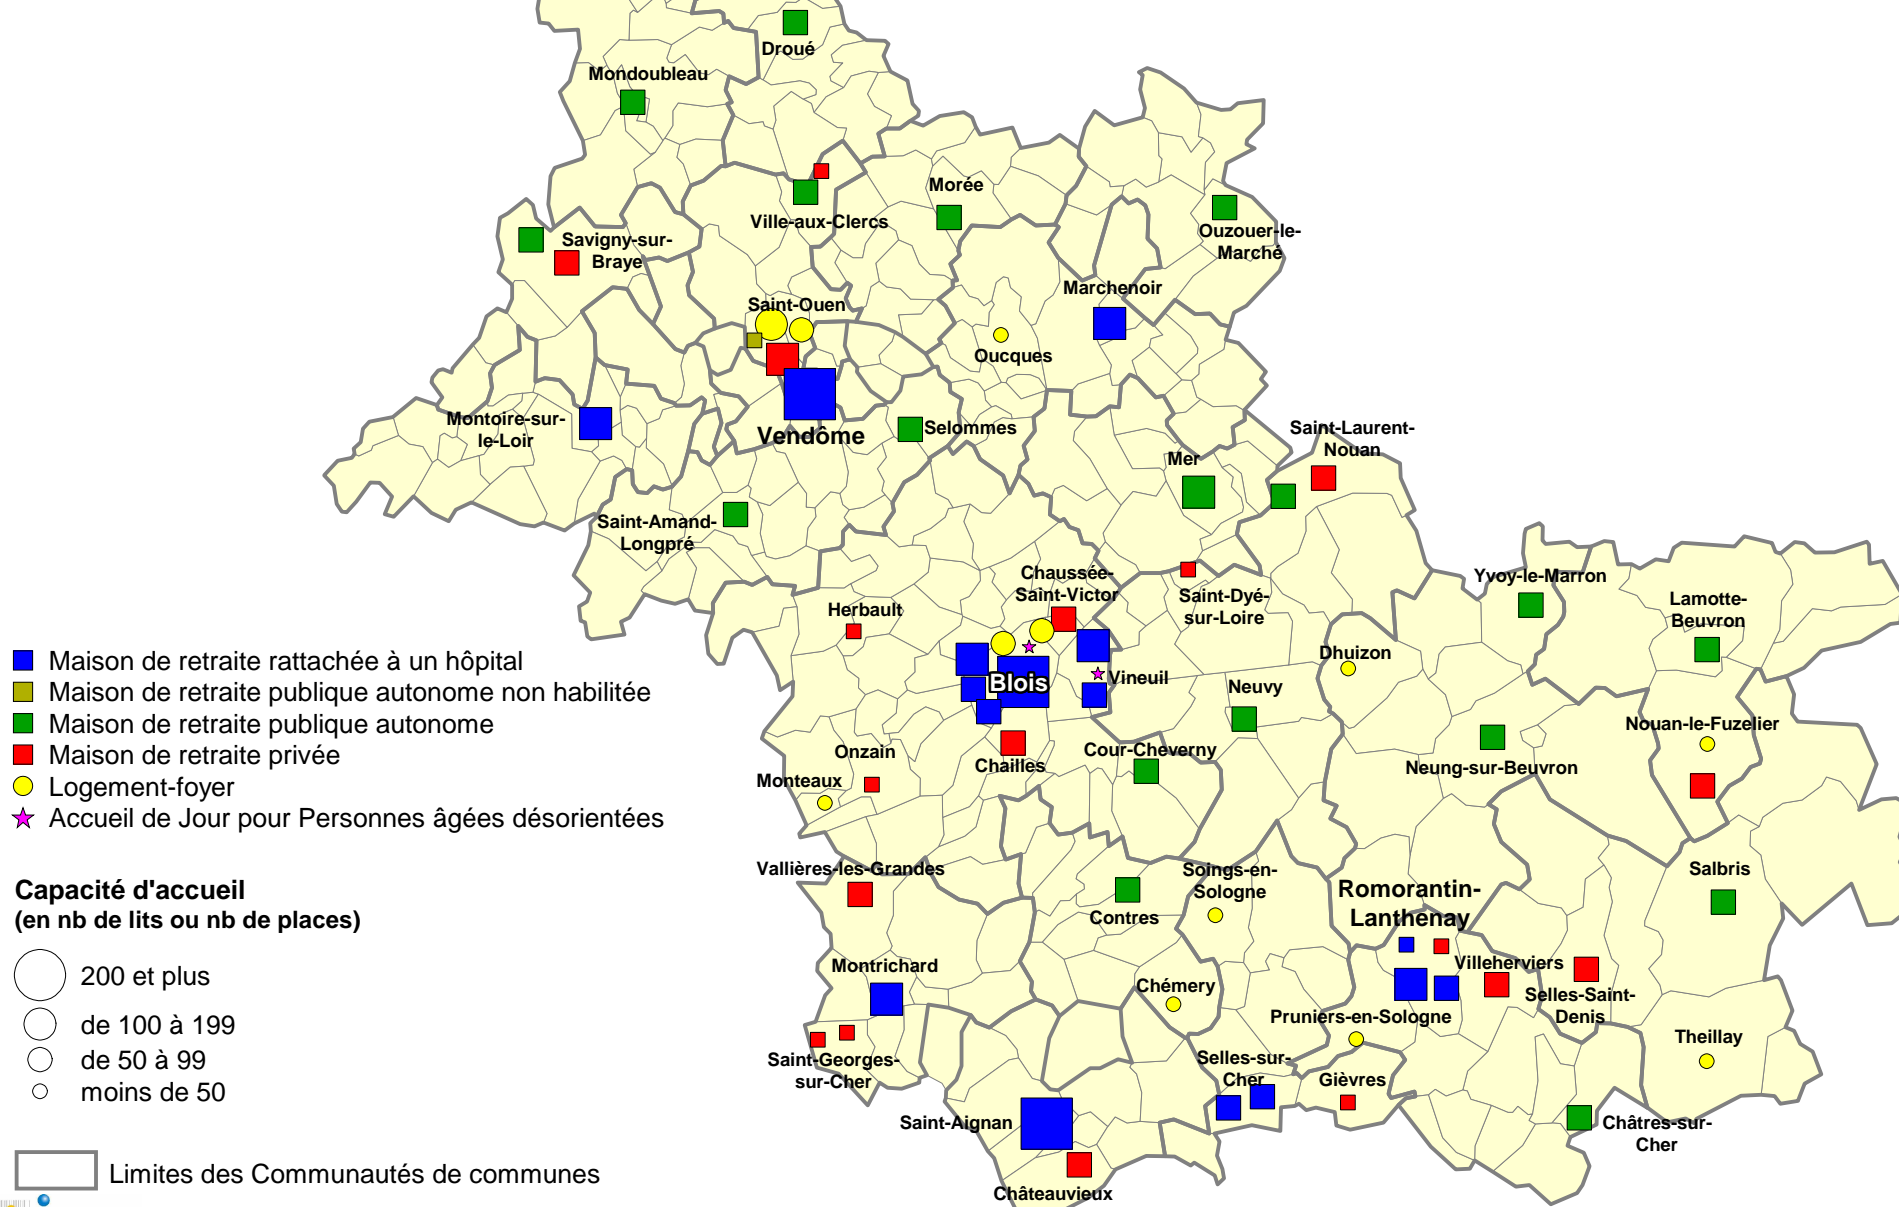 Droué
Mondoubleau
Morée
Ville-aux-Clercs
Savigny-sur-
Braye
Ouzouer-le-
Marché
Marchenoir
Saint-Ouen
Oucques
Montoire-sur-
le-Loir
Vendôme
Selommes
Saint-Laurent-
Nouan
Mer
Saint-Amand-
Longpré
Chaussée-
Saint-Victor
Yvoy-le-Marron
Saint-Dyé-
sur-Loire
Lamotte-
Beuvron
Herbault
Dhuizon
Blois
Vineuil
Neuvy
Nouan-le-Fuzelier
Onzain
Cour-Cheverny
Chailles
Neung-sur-Beuvron
Monteaux
Maison de retraite rattachée à un hôpital
Maison de retraite publique autonome non habilitée
Maison de retraite publique autonome
Maison de retraite privée
Logement-foyer
Accueil de Jour pour Personnes âgées désorientées
Vallières-les-Grandes
Soings-en-
Sologne
Salbris
Romorantin-
Lanthenay
Contres
Capacité d'accueil
(en nb de lits ou nb de places)
200 et plus
de 100 à 199
de 50 à 99
moins de 50
Montrichard
Villeherviers
Chémery
Selles-Saint-
Denis
Pruniers-en-Sologne
Theillay
Saint-Georges-
sur-Cher
Selles-sur-
Cher
Gièvres
Saint-Aignan
Châtres-sur-
Cher
Châteauvieux
Limites des Communautés de communes